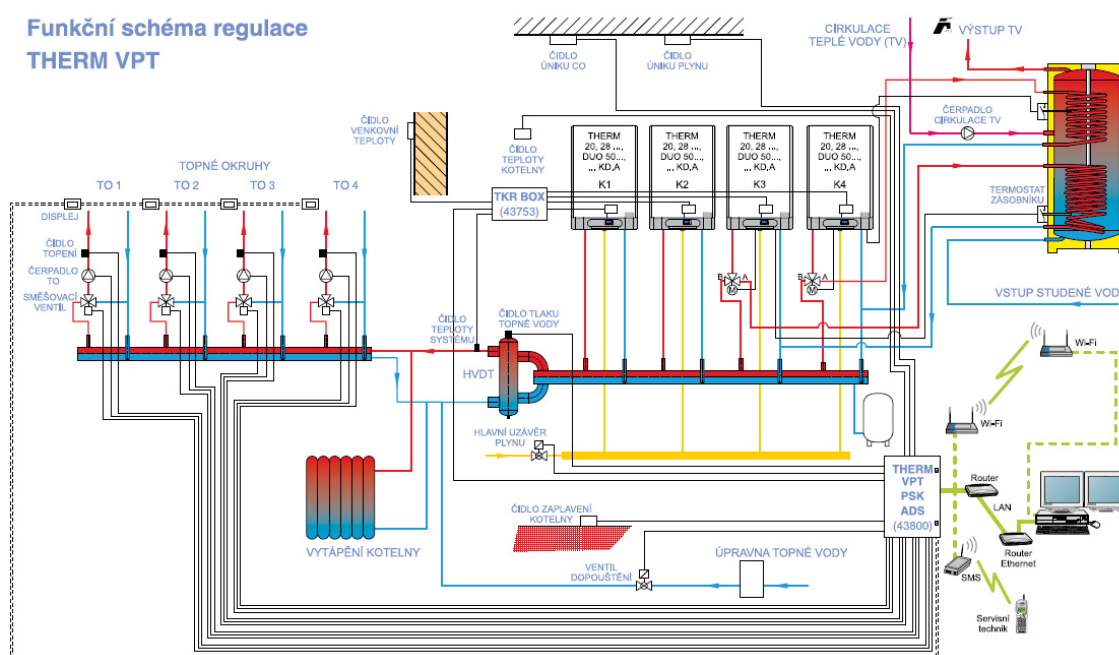 Funkční schéma regulace
THERM VPT
ČIDLO
ÚNIKU CO
ČIDLO
ÚNIKU PLYNU
CÍRKULACE
TEPLÉ VODY (TV)
VÝSTUP TV
ČERPADLO
CÍRKULACE TV
TERMOSTAT
ZÁSOBNÍKU
VSTUP STUDENÉ VOD
ČIDLO
VENKOVNÍ
TEPLOTY
ČIDLO
TEPLOTY
KOTELNY
TKR BOX
(43753)
THERM
20, 28 ...,
DUO 50...,
... KD,A
K1
THERM
20, 28 ...,
DUO 50...,
... KD,A
K2
THERM
20, 28 ...,
DUO 50...,
... KD,A
K3
THERM
20, 28 ...,
DUO 50...,
... KD,A
K4
B
A
M
B
A
M
TOPNÉ OKRUHY
TO 1
TO 2
TO 3
TO 4
DISPLEJ
ČIDLO
TOPENÍ
ČERPADLO
TO
SMĚŠOVACÍ
VENTIL
ČIDLO
TEPLOTY
SYSTÉMU
ČIDLO TLAKU
TOPNÉ VODY
HVDT
HLAVNÍ UZÁVĚR
PLYNU
VYTÁPĚNÍ KOTELNY
ČIDLO ZAPLAVENÍ
KOTELNY
VENTIL
DOPOUŠTĚNÍ
ÚPRAVNA TOPNÉ VODY
THERM
VPT
PSK
ADS
(43800)
Wi-Fi
Wi-Fi
Router
LAN
Router
Ethernet
SMS
Servisní
technik